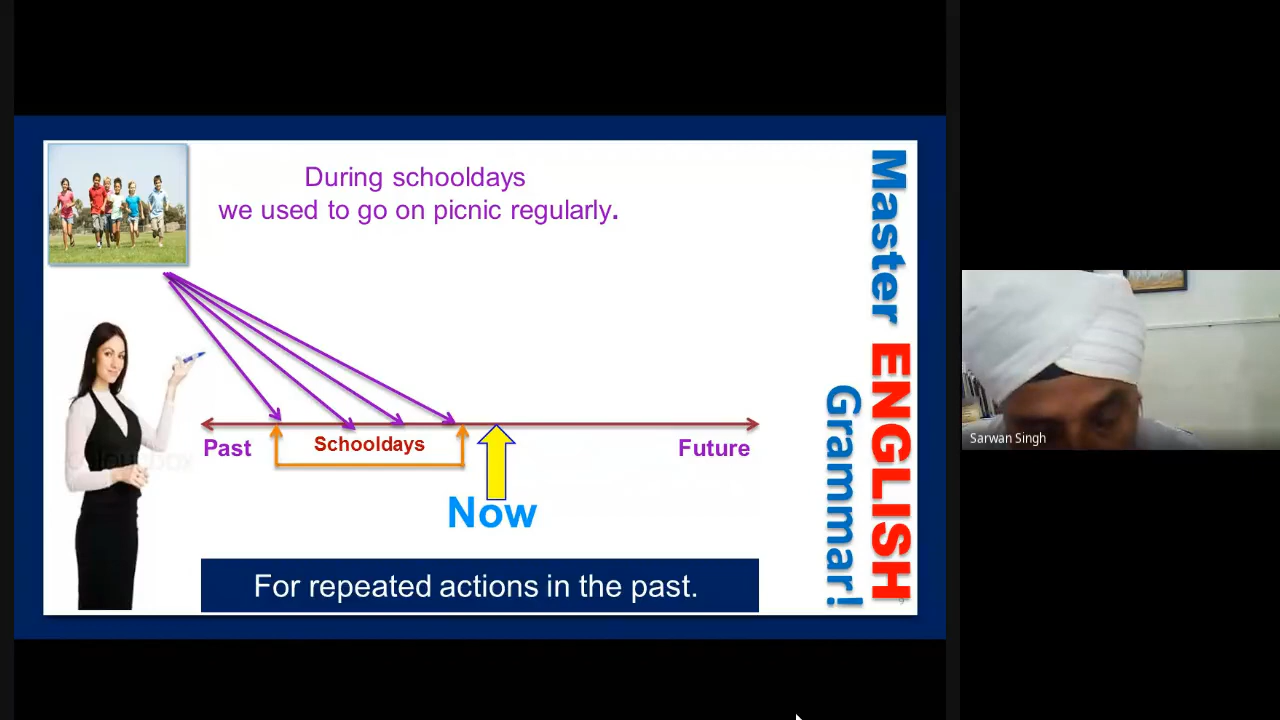 During schooldays
we used to go on picnic regularly.
Past
Schooldays
Future
Now
For repeated actions in the past.
Master ENGLISH
Grammar!
9
Sarwan Singh